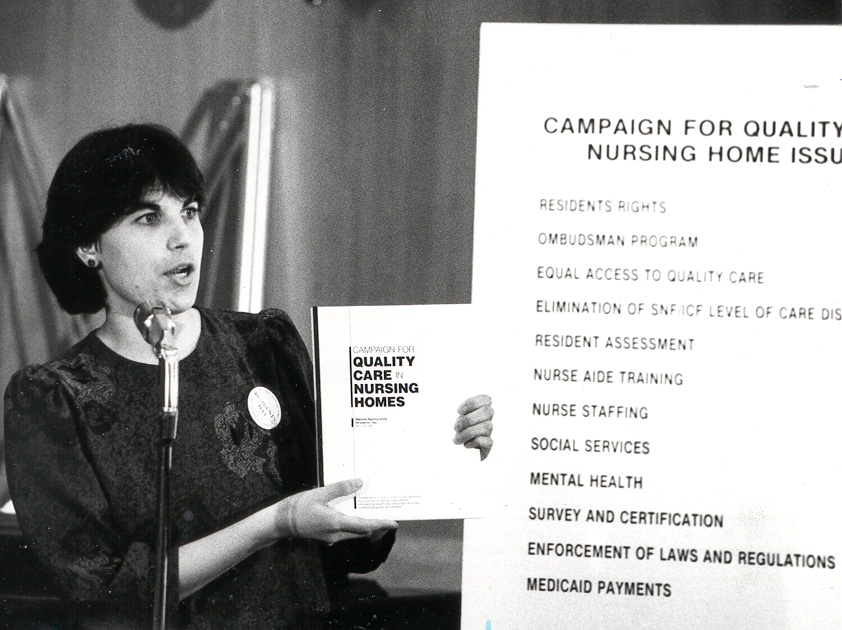 CAMPAIGN FOR
QUALITY
CARE IN
NURSING
HOMES
CAMPAIGN FOR QUALITY
NURSING HOME ISSU
RESIDENTS RIGHTS
OMBUDSMAN PROGRAM
EQUAL ACCESS TO QUALITY CARE
ELIMINATION OF SNF/ICF LEVEL OF CARE DIS
RESIDENT ASSESSMENT
NURSE AIDE TRAINING
NURSE STAFFING
SOCIAL SERVICES
MENTAL HEALTH
SURVEY AND CERTIFICATION
ENFORCEMENT OF LAWS AND REGULATIONS
MEDICAID PAYMENTS